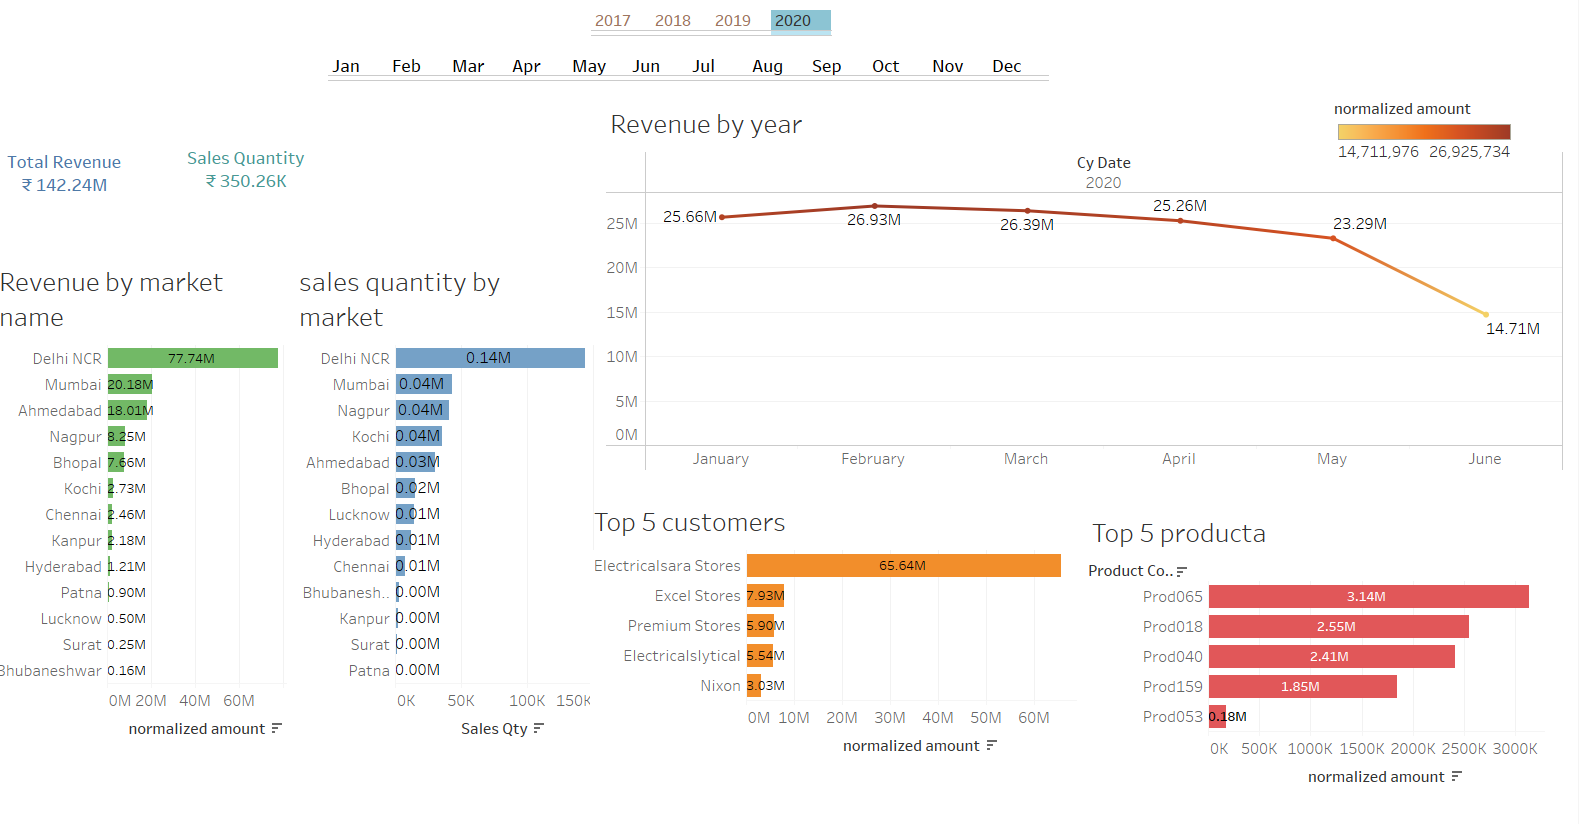 2017 2018 2019 2020
Jan Feb Mar Apr May Jun Jul Aug Sep Oct Nov Dec
Total Revenue
₹ 142.24M
Sales Quantity
₹ 350.26K
Revenue by year
normalized amount
14,711,976 26,925,734
Cy Date
2020
25M
20M
15M
10M
5M
0M
25.66M
26.93M
26.39M
25.26M
23.29M
14.71M
January February March April May June
Revenue by market
name
Delhi NCR 77.74M
Mumbai 20.18M
Ahmedabad 18.01M
Nagpur 8.25M
Bhopal 7.66M
Kochi 2.73M
Chennai 2.46M
Kanpur 2.18M
Hyderabad 1.21M
Patna 0.90M
Lucknow 0.50M
Surat 0.25M
Bhubaneshwar 0.16M
0M 20M 40M 60M
normalized amount
sales quantity by
market
Delhi NCR 0.14M
Mumbai 0.04M
Nagpur 0.04M
Kochi 0.04M
Ahmedabad 0.03M
Bhopal 0.02M
Lucknow 0.01M
Hyderabad 0.01M
Chennai 0.01M
Bhubanesh.. 0.00M
Kanpur 0.00M
Surat 0.00M
Patna 0.00M
0K 50K 100K 150K
Sales Qty
Top 5 customers
Electricalsara Stores 65.64M
Excel Stores 7.93M
Premium Stores 5.90M
Electricalslytical 5.54M
Nixon 3.03M
0M 10M 20M 30M 40M 50M 60M
normalized amount
Top 5 producta
Product Co..
Prod065 3.14M
Prod018 2.55M
Prod040 2.41M
Prod159 1.85M
Prod053 0.18M
0K 500K 1000K 1500K 2000K 2500K 3000K
normalized amount